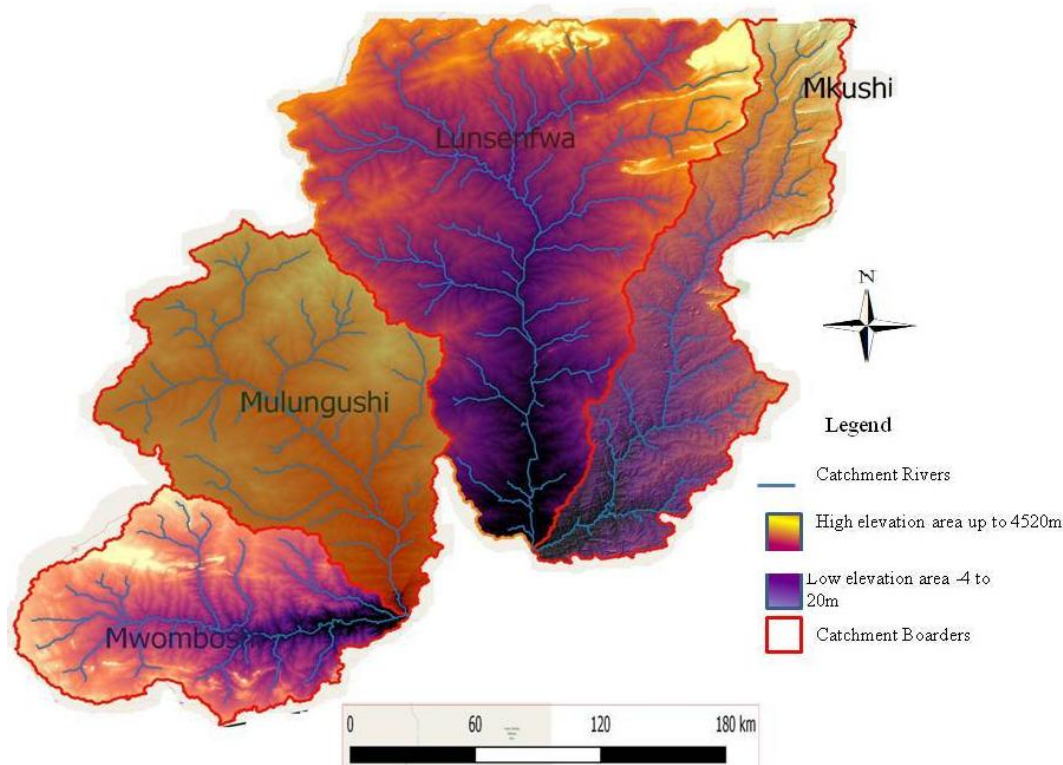 Mkushi
Lunsenfwa
N
Mulungushi
Legend
Catchment Rivers
High elevation area up to 4520m
Low elevation area -4 to
20m
Mwomboshi
Catchment Boarders
0 60 120 180 km